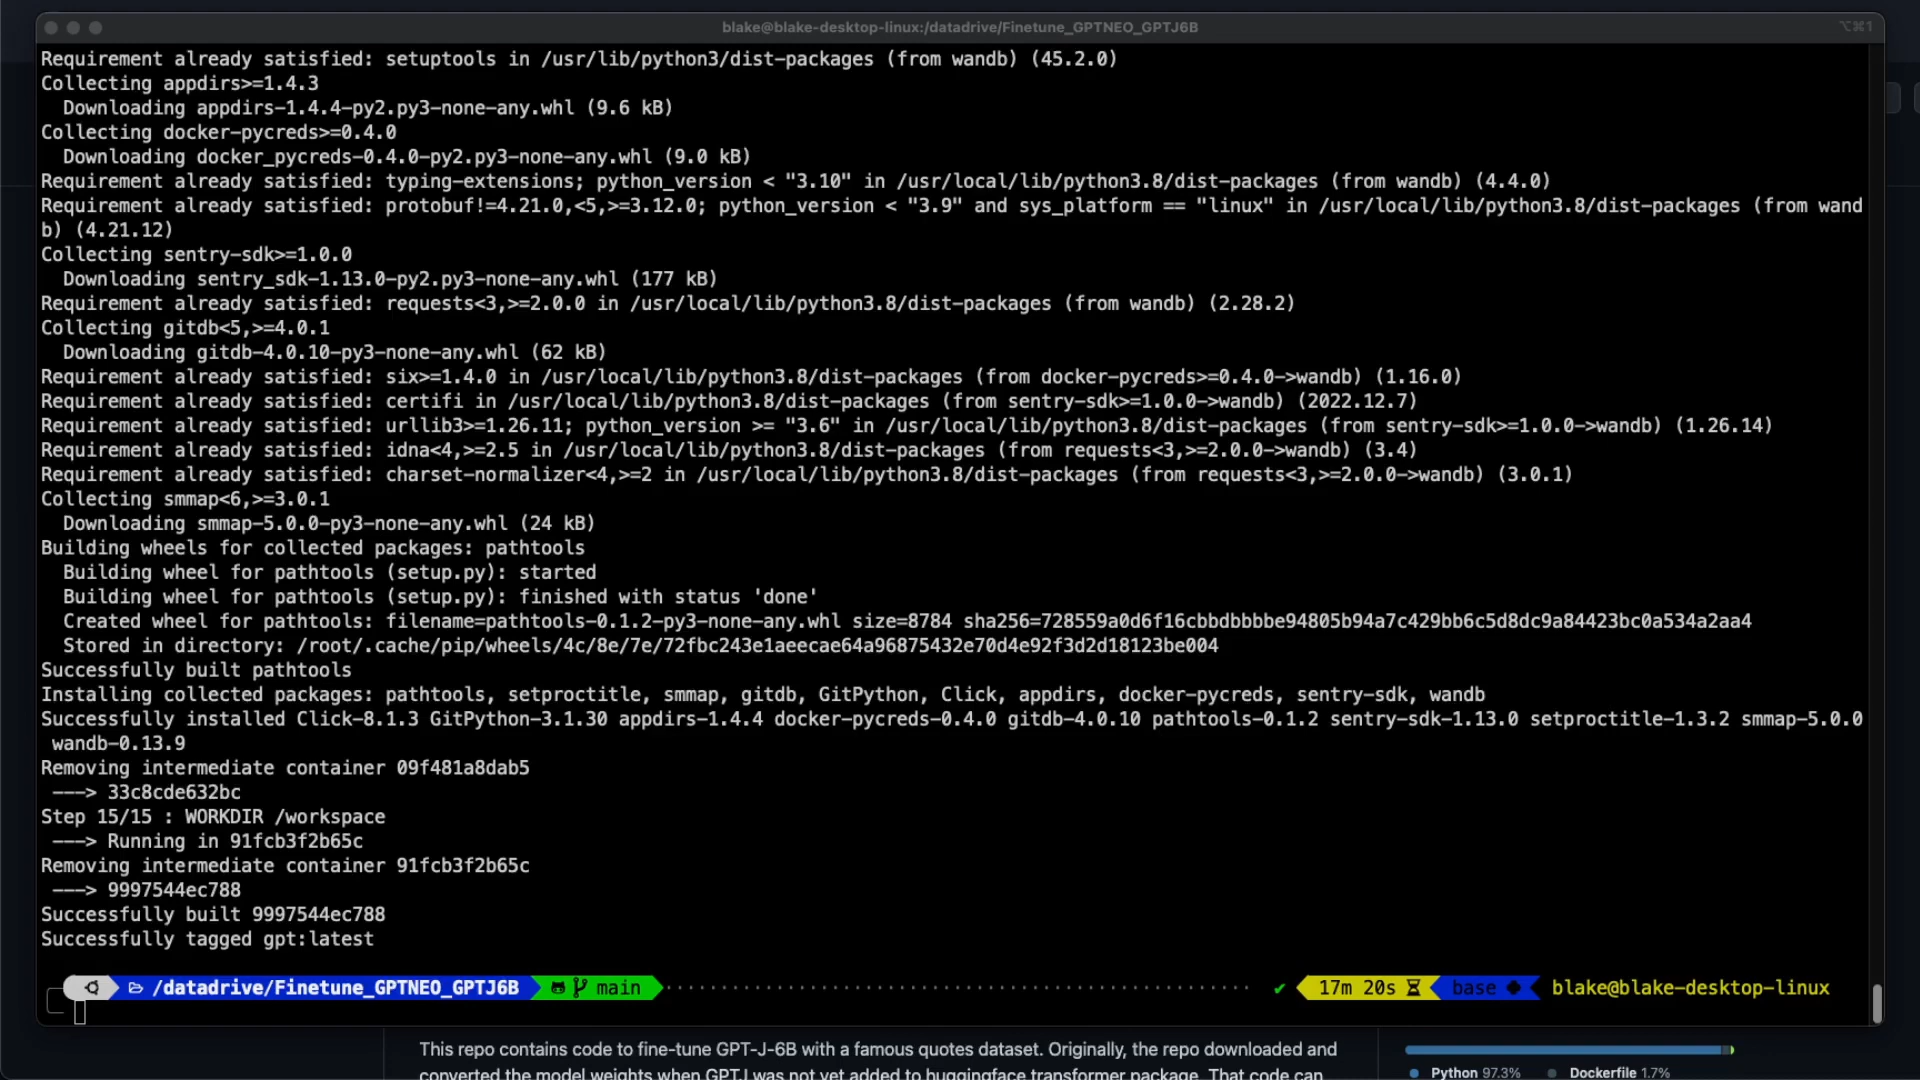 blake@blake-desktop-linux:/datadrive/Finetune_GPTNEO_GPTJ6B
⌥⌘1
Requirement already satisfied: setuptools in /usr/lib/python3/dist-packages (from wandb) (45.2.0)
Collecting appdirs>=1.4.3
  Downloading appdirs-1.4.4-py2.py3-none-any.whl (9.6 kB)
Collecting docker-pycreds>=0.4.0
  Downloading docker_pycreds-0.4.0-py2.py3-none-any.whl (9.0 kB)
Requirement already satisfied: typing-extensions; python_version < "3.10" in /usr/local/lib/python3.8/dist-packages (from wandb) (4.4.0)
Requirement already satisfied: protobuf!=4.21.0,<5,>=3.12.0; python_version < "3.9" and sys_platform == "linux" in /usr/local/lib/python3.8/dist-packages (from wand
b) (4.21.12)
Collecting sentry-sdk>=1.0.0
  Downloading sentry_sdk-1.13.0-py2.py3-none-any.whl (177 kB)
Requirement already satisfied: requests<3,>=2.0.0 in /usr/local/lib/python3.8/dist-packages (from wandb) (2.28.2)
Collecting gitdb<5,>=4.0.1
  Downloading gitdb-4.0.10-py3-none-any.whl (62 kB)
Requirement already satisfied: six>=1.4.0 in /usr/local/lib/python3.8/dist-packages (from docker-pycreds>=0.4.0->wandb) (1.16.0)
Requirement already satisfied: certifi in /usr/local/lib/python3.8/dist-packages (from sentry-sdk>=1.0.0->wandb) (2022.12.7)
Requirement already satisfied: urllib3>=1.26.11; python_version >= "3.6" in /usr/local/lib/python3.8/dist-packages (from sentry-sdk>=1.0.0->wandb) (1.26.14)
Requirement already satisfied: idna<4,>=2.5 in /usr/local/lib/python3.8/dist-packages (from requests<3,>=2.0.0->wandb) (3.4)
Requirement already satisfied: charset-normalizer<4,>=2 in /usr/local/lib/python3.8/dist-packages (from requests<3,>=2.0.0->wandb) (3.0.1)
Collecting smmap<6,>=3.0.1
  Downloading smmap-5.0.0-py3-none-any.whl (24 kB)
Building wheels for collected packages: pathtools
  Building wheel for pathtools (setup.py): started
  Building wheel for pathtools (setup.py): finished with status 'done'
  Created wheel for pathtools: filename=pathtools-0.1.2-py3-none-any.whl size=8784 sha256=728559a0d6f16cbbdbbbbe94805b94a7c429bb6c5d8dc9a84423bc0a534a2aa4
  Stored in directory: /root/.cache/pip/wheels/4c/8e/7e/72fbc243e1aeecae64a96875432e70d4e92f3d2d18123be004
Successfully built pathtools
Installing collected packages: pathtools, setproctitle, smmap, gitdb, GitPython, Click, appdirs, docker-pycreds, sentry-sdk, wandb
Successfully installed Click-8.1.3 GitPython-3.1.30 appdirs-1.4.4 docker-pycreds-0.4.0 gitdb-4.0.10 pathtools-0.1.2 sentry-sdk-1.13.0 setproctitle-1.3.2 smmap-5.0.0
 wandb-0.13.9
Removing intermediate container 09f481a8dab5
 ---> 33c8cde632bc
Step 15/15 : WORKDIR /workspace
 ---> Running in 91fcb3f2b65c
Removing intermediate container 91fcb3f2b65c
 ---> 9997544ec788
Successfully built 9997544ec788
Successfully tagged gpt:latest
/datadrive/Finetune_GPTNEO_GPTJ6B main ✔ 17m 20s base blake@blake-desktop-linux
This repo contains code to fine-tune GPT-J-6B with a famous quotes dataset. Originally, the repo downloaded and
converted the model weights when GPTJ was not yet added to huggingface transformer package. That code can
Python 97.3% Dockerfile 1.7%